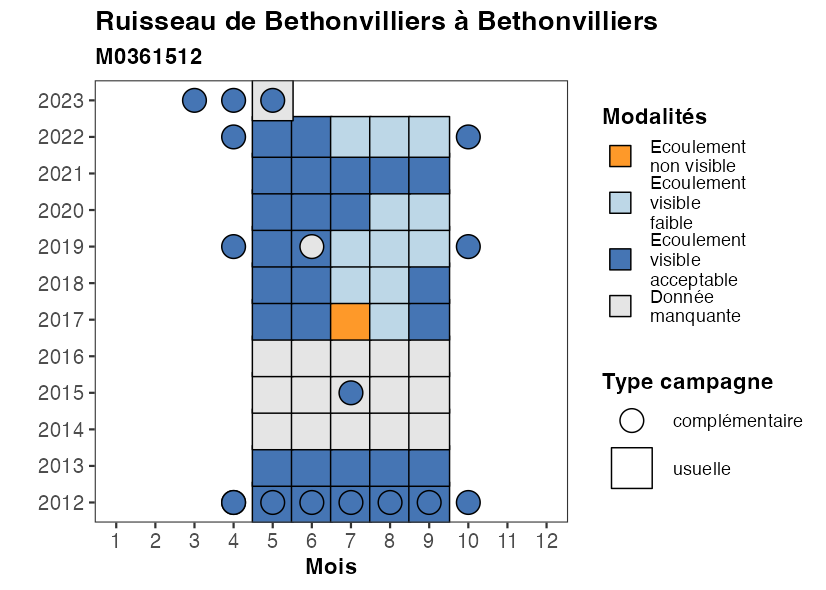 Ruisseau de Bethonvilliers à Bethonvilliers
M0361512
2023
2022
2021
2020
2019
2018
2017
2016
2015
2014
2013
2012
1 2 3 4 5 6 7 8 9 10 11 12
Mois
Modalités
Ecoulement
non visible
Ecoulement
visible
faible
Ecoulement
visible
acceptable
Donnée
manquante
Type campagne
complémentaire
usuelle